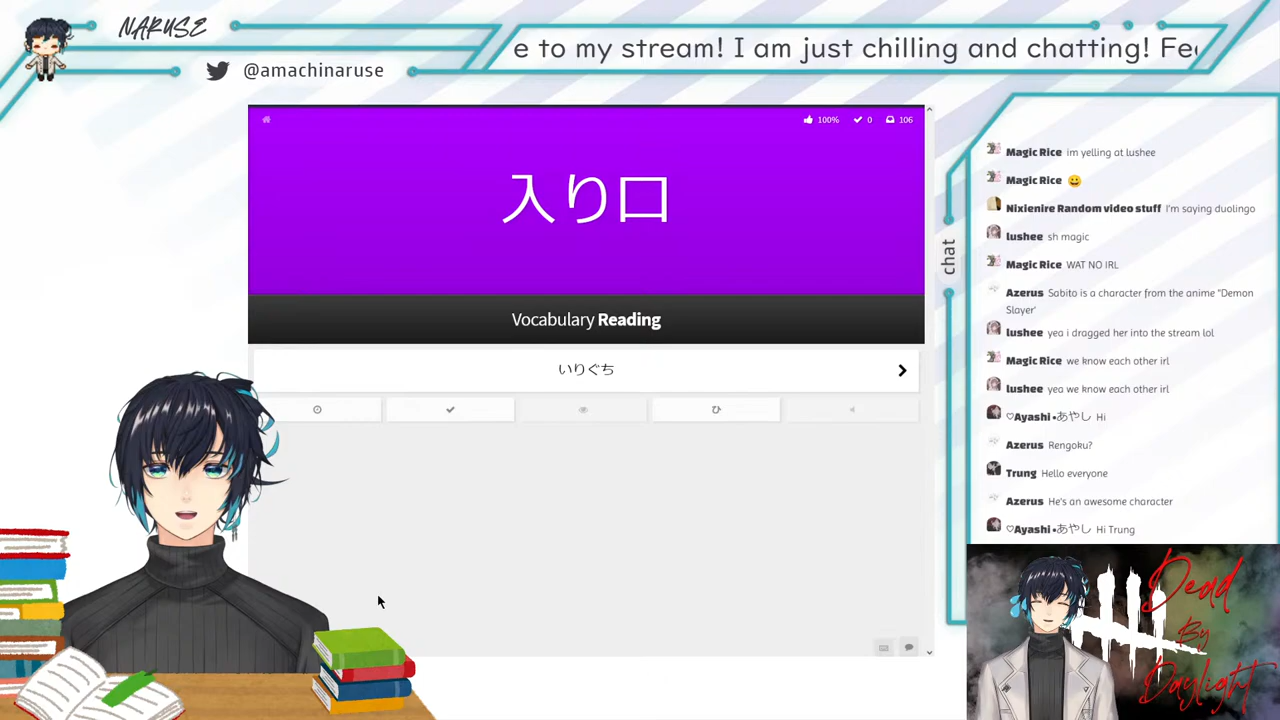 NARUSE
@amachinaruse
e to my stream! I am just chilling and chatting! Fe
100% 0 106
入り口
Vocabulary Reading
いりぐち
ひ
chat
Magic Rice im yelling at lushee
Magic Rice 😀
Nixienire Random video stuff I'm saying duolingo
lushee sh magic
Magic Rice WAT NO IRL
Azerus Sabito is a character from the anime "Demon
Slayer'
lushee yea i dragged her into the stream lol
Magic Rice we know each other irl
lushee yea we know each other irl
♡Ayashi•あやし Hi
Azerus Rengoku?
Trung Hello everyone
Azerus He's an awesome character
♡Ayashi•あやし Hi Trung
Dead
By
Daylight